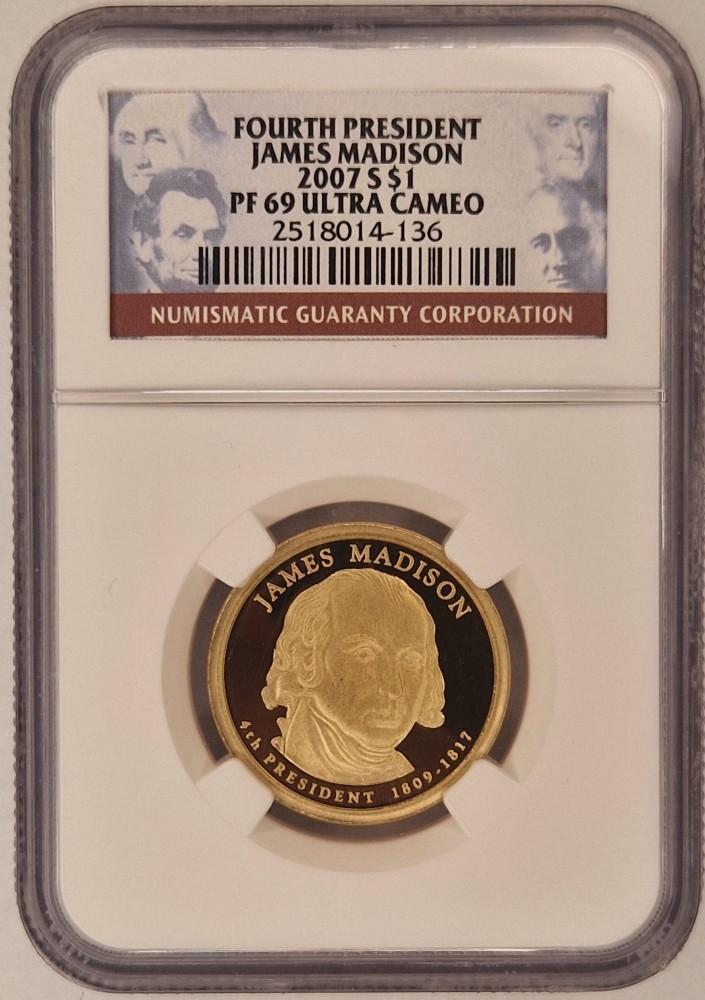 FOURTH PRESIDENT
JAMES MADISON
2007 S $1
PF 69 ULTRA CAMEO
2518014-136
NUMISMATIC GUARANTY CORPORATION
JAMES MADISON
4th PRESIDENT 1809-1817